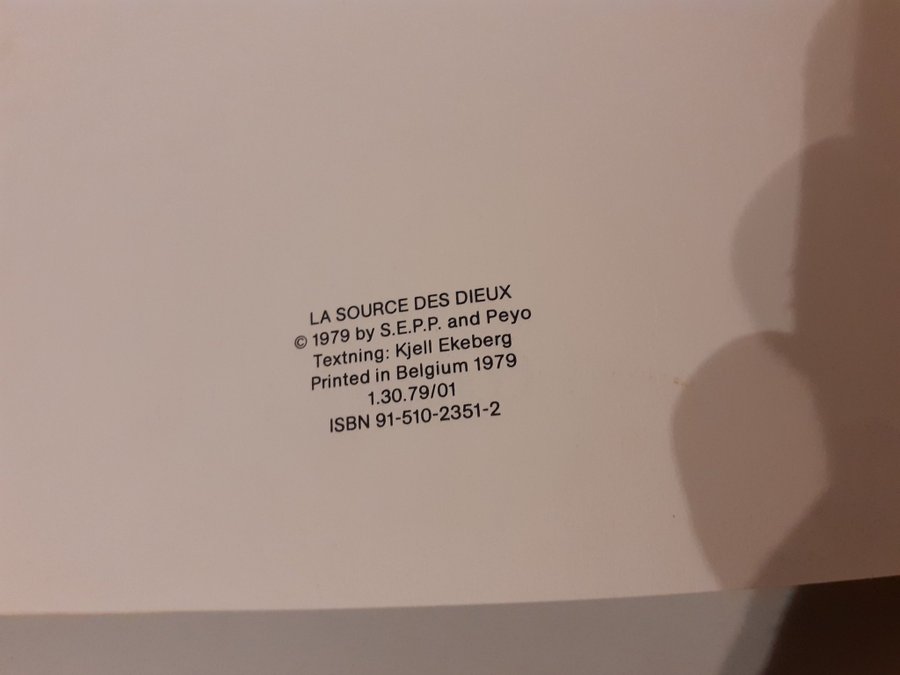 LA SOURCE DES DIEUX
© 1979 by S.E.P.P. and Peyo
Textning: Kjell Ekeberg
Printed in Belgium 1979
1.30.79/01
ISBN 91-510-2351-2